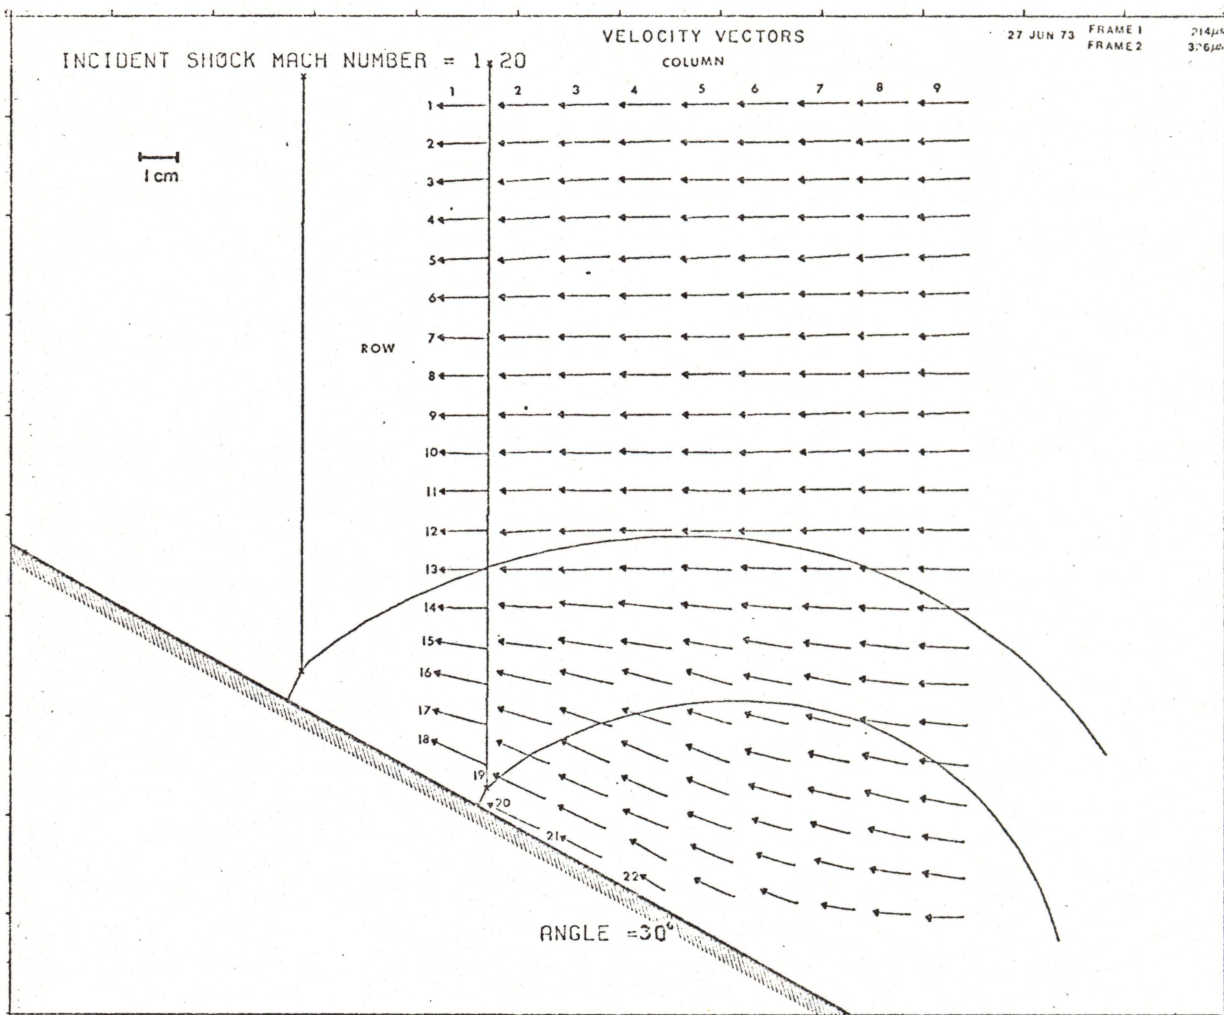 VELOCITY VECTORS
27 JUN 73 FRAME 1 214µs
FRAME 2
INCIDENT SHOCK MACH NUMBER = 1.20
COLUMN
1 2 3 4 5 6 7 8 9
1
2
1 cm
3
4
5
6
7
ROW
8
9
10
11
12
13
14
15
16
17
18
19
20
21
22
ANGLE =30°